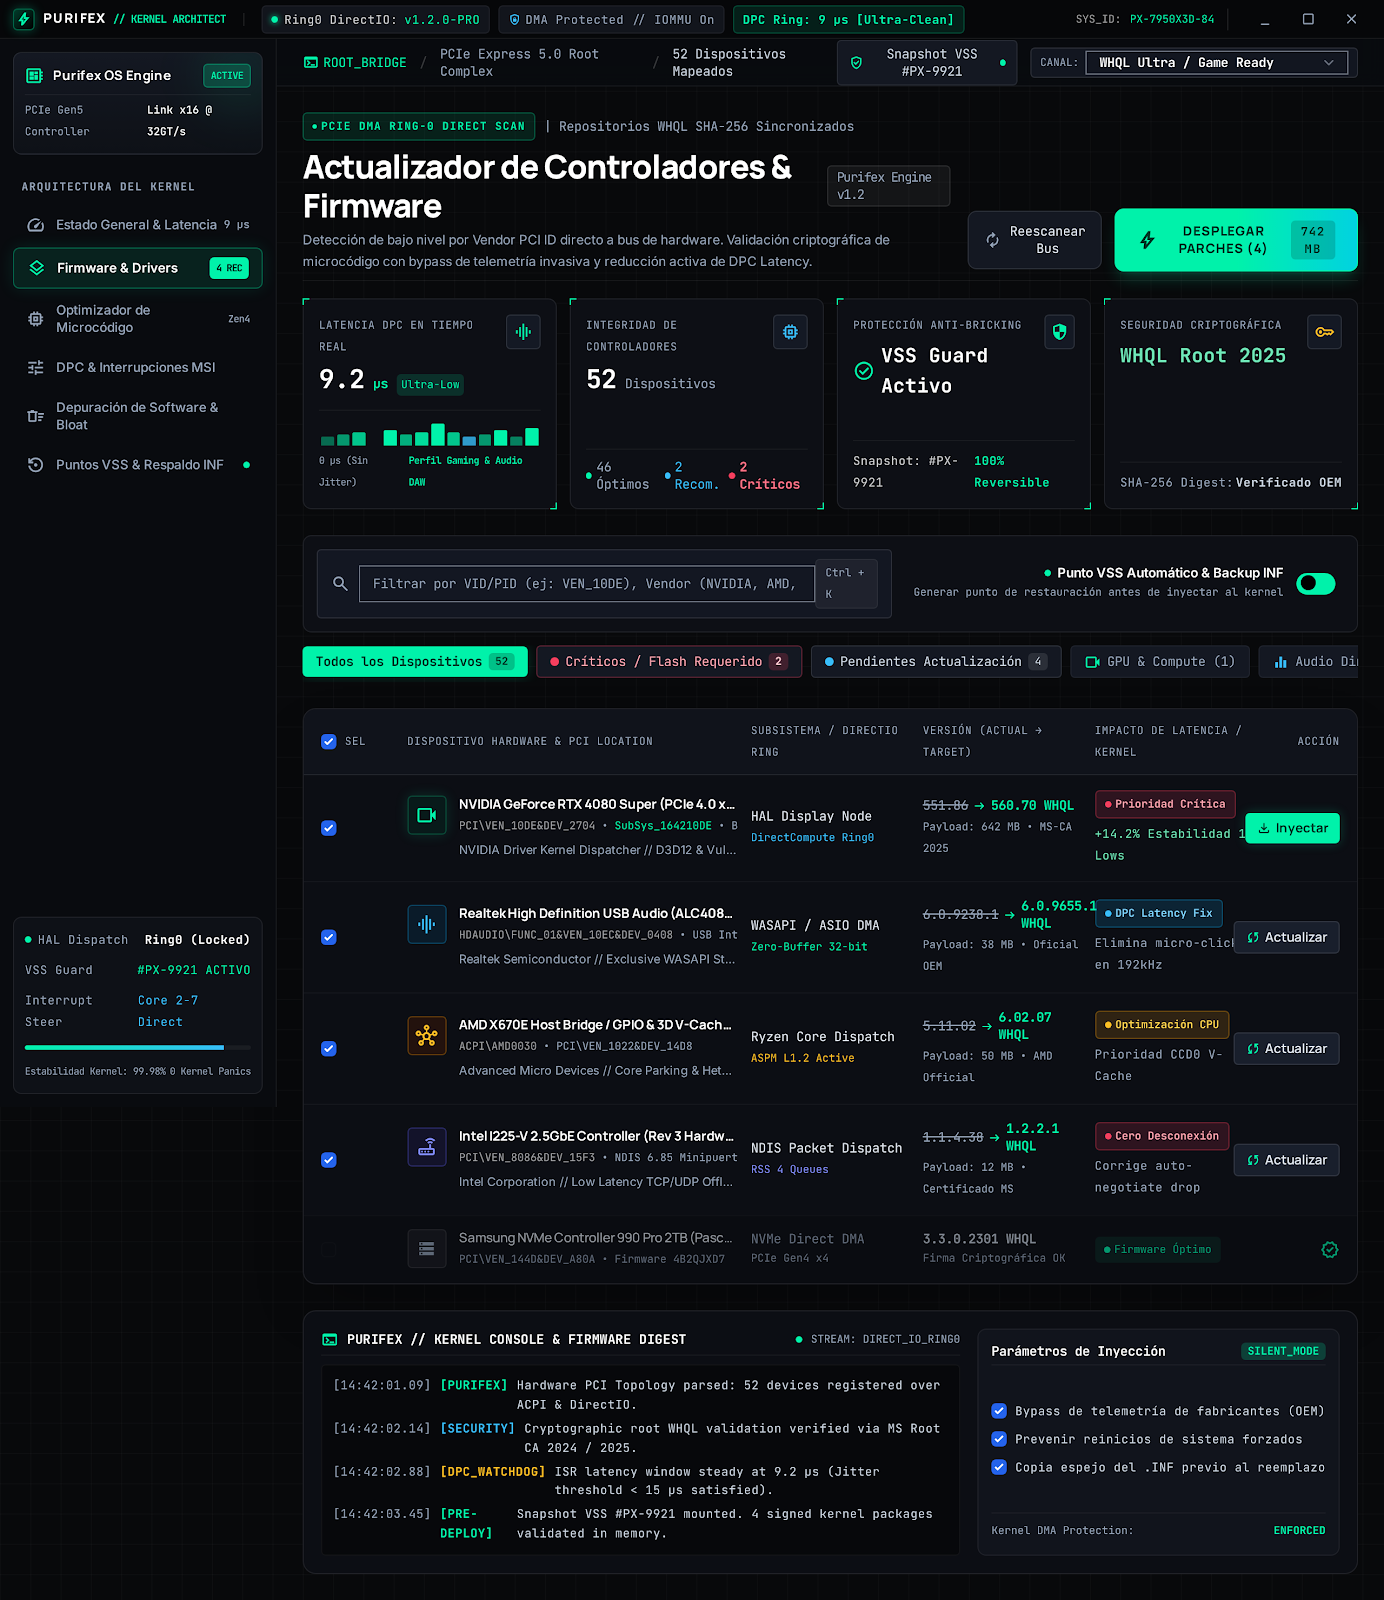 PURIFEX // KERNEL ARCHITECT
Ring0 DirectIO: v1.2.0-PRO
DMA Protected // IOMMU On
DPC Ring: 9 µs [Ultra-Clean]
SYS_ID: PX-7950X3D-84
Purifex OS Engine
ACTIVE
PCIe Gen5 Controller
Link x16 @ 32GT/s
ARQUITECTURA DEL KERNEL
Estado General & Latencia 9 µs
Firmware & Drivers 4 REC
Optimizador de Microcódigo Zen4
DPC & Interrupciones MSI
Depuración de Software & Bloat
Puntos VSS & Respaldo INF
HAL Dispatch Ring0 (Locked)
VSS Guard #PX-9921 ACTIVO
Interrupt Steer Core 2-7 Direct
Estabilidad Kernel: 99.98% 0 Kernel Panics
ROOT_BRIDGE / PCIe Express 5.0 Root Complex / 52 Dispositivos Mapeados
Snapshot VSS #PX-9921
CANAL: WHQL Ultra / Game Ready
PCIE DMA RING-0 DIRECT SCAN | Repositorios WHQL SHA-256 Sincronizados
Actualizador de Controladores &
Firmware
Purifex Engine v1.2
Detección de bajo nivel por Vendor PCI ID directo a bus de hardware. Validación criptográfica de
microcódigo con bypass de telemetría invasiva y reducción activa de DPC Latency.
Reescanear Bus
DESPLEGAR PARCHES (4) 742 MB
LATENCIA DPC EN TIEMPO REAL
9.2 µs Ultra-Low
0 µs (Sin Jitter)
Perfil Gaming & Audio DAW
INTEGRIDAD DE CONTROLADORES
52 Dispositivos
46 Óptimos
2 Recom.
2 Críticos
PROTECCIÓN ANTI-BRICKING
VSS Guard Activo
Snapshot: #PX-9921
100% Reversible
SEGURIDAD CRIPTOGRÁFICA
WHQL Root 2025
SHA-256 Digest: Verificado OEM
Filtrar por VID/PID (ej: VEN_10DE), Vendor (NVIDIA, AMD,
Ctrl + K
Punto VSS Automático & Backup INF
Generar punto de restauración antes de inyectar al kernel
Todos los Dispositivos 52
Críticos / Flash Requerido 2
Pendientes Actualización 4
GPU & Compute (1)
Audio Di
SEL
DISPOSITIVO HARDWARE & PCI LOCATION
SUBSISTEMA / DIRECTIO RING
VERSIÓN (ACTUAL → TARGET)
IMPACTO DE LATENCIA / KERNEL
ACCIÓN
NVIDIA GeForce RTX 4080 Super (PCIe 4.0 x...
PCI\VEN_10DE&DEV_2704 • SubSys_164210DE • B
NVIDIA Driver Kernel Dispatcher // D3D12 & Vul...
HAL Display Node
DirectCompute Ring0
551.86 → 560.70 WHQL
Payload: 642 MB • MS-CA 2025
Prioridad Crítica
+14.2% Estabilidad 1
Lows
Inyectar
Realtek High Definition USB Audio (ALC408...
HDAUDIO\FUNC_01&VEN_10EC&DEV_0408 • USB Int
Realtek Semiconductor // Exclusive WASAPI St...
WASAPI / ASIO DMA
Zero-Buffer 32-bit
6.0.9238.1 → 6.0.9655.1 WHQL
Payload: 38 MB • Oficial OEM
DPC Latency Fix
Elimina micro-click
en 192kHz
Actualizar
AMD X670E Host Bridge / GPIO & 3D V-Cach...
ACPI\AMD0030 • PCI\VEN_1022&DEV_14D8
Advanced Micro Devices // Core Parking & Het...
Ryzen Core Dispatch
ASPM L1.2 Active
5.11.02 → 6.02.07 WHQL
Payload: 50 MB • AMD Official
Optimización CPU
Prioridad CCD0 V-Cache
Actualizar
Intel I225-V 2.5GbE Controller (Rev 3 Hardw...
PCI\VEN_8086&DEV_15F3 • NDIS 6.85 Minipuert
Intel Corporation // Low Latency TCP/UDP Offl...
NDIS Packet Dispatch
RSS 4 Queues
1.1.4.38 → 1.2.2.1 WHQL
Payload: 12 MB • Certificado MS
Cero Desconexión
Corrige auto-negotiate drop
Actualizar
Samsung NVMe Controller 990 Pro 2TB (Pasc...
PCI\VEN_144D&DEV_A80A • Firmware 4B2QJXD7
NVMe Direct DMA
PCIe Gen4 x4
3.3.0.2301 WHQL
Firma Criptográfica OK
Firmware Óptimo
PURIFEX // KERNEL CONSOLE & FIRMWARE DIGEST
STREAM: DIRECT_IO_RING0
[14:42:01.09] [PURIFEX] Hardware PCI Topology parsed: 52 devices registered over
ACPI & DirectIO.
[14:42:02.14] [SECURITY] Cryptographic root WHQL validation verified via MS Root
CA 2024 / 2025.
[14:42:02.88] [DPC_WATCHDOG] ISR latency window steady at 9.2 µs (Jitter
threshold < 15 µs satisfied).
[14:42:03.45] [PRE-DEPLOY] Snapshot VSS #PX-9921 mounted. 4 signed kernel packages
validated in memory.
Parámetros de Inyección
SILENT_MODE
Bypass de telemetría de fabricantes (OEM)
Prevenir reinicios de sistema forzados
Copia espejo del .INF previo al reemplazo
Kernel DMA Protection: ENFORCED